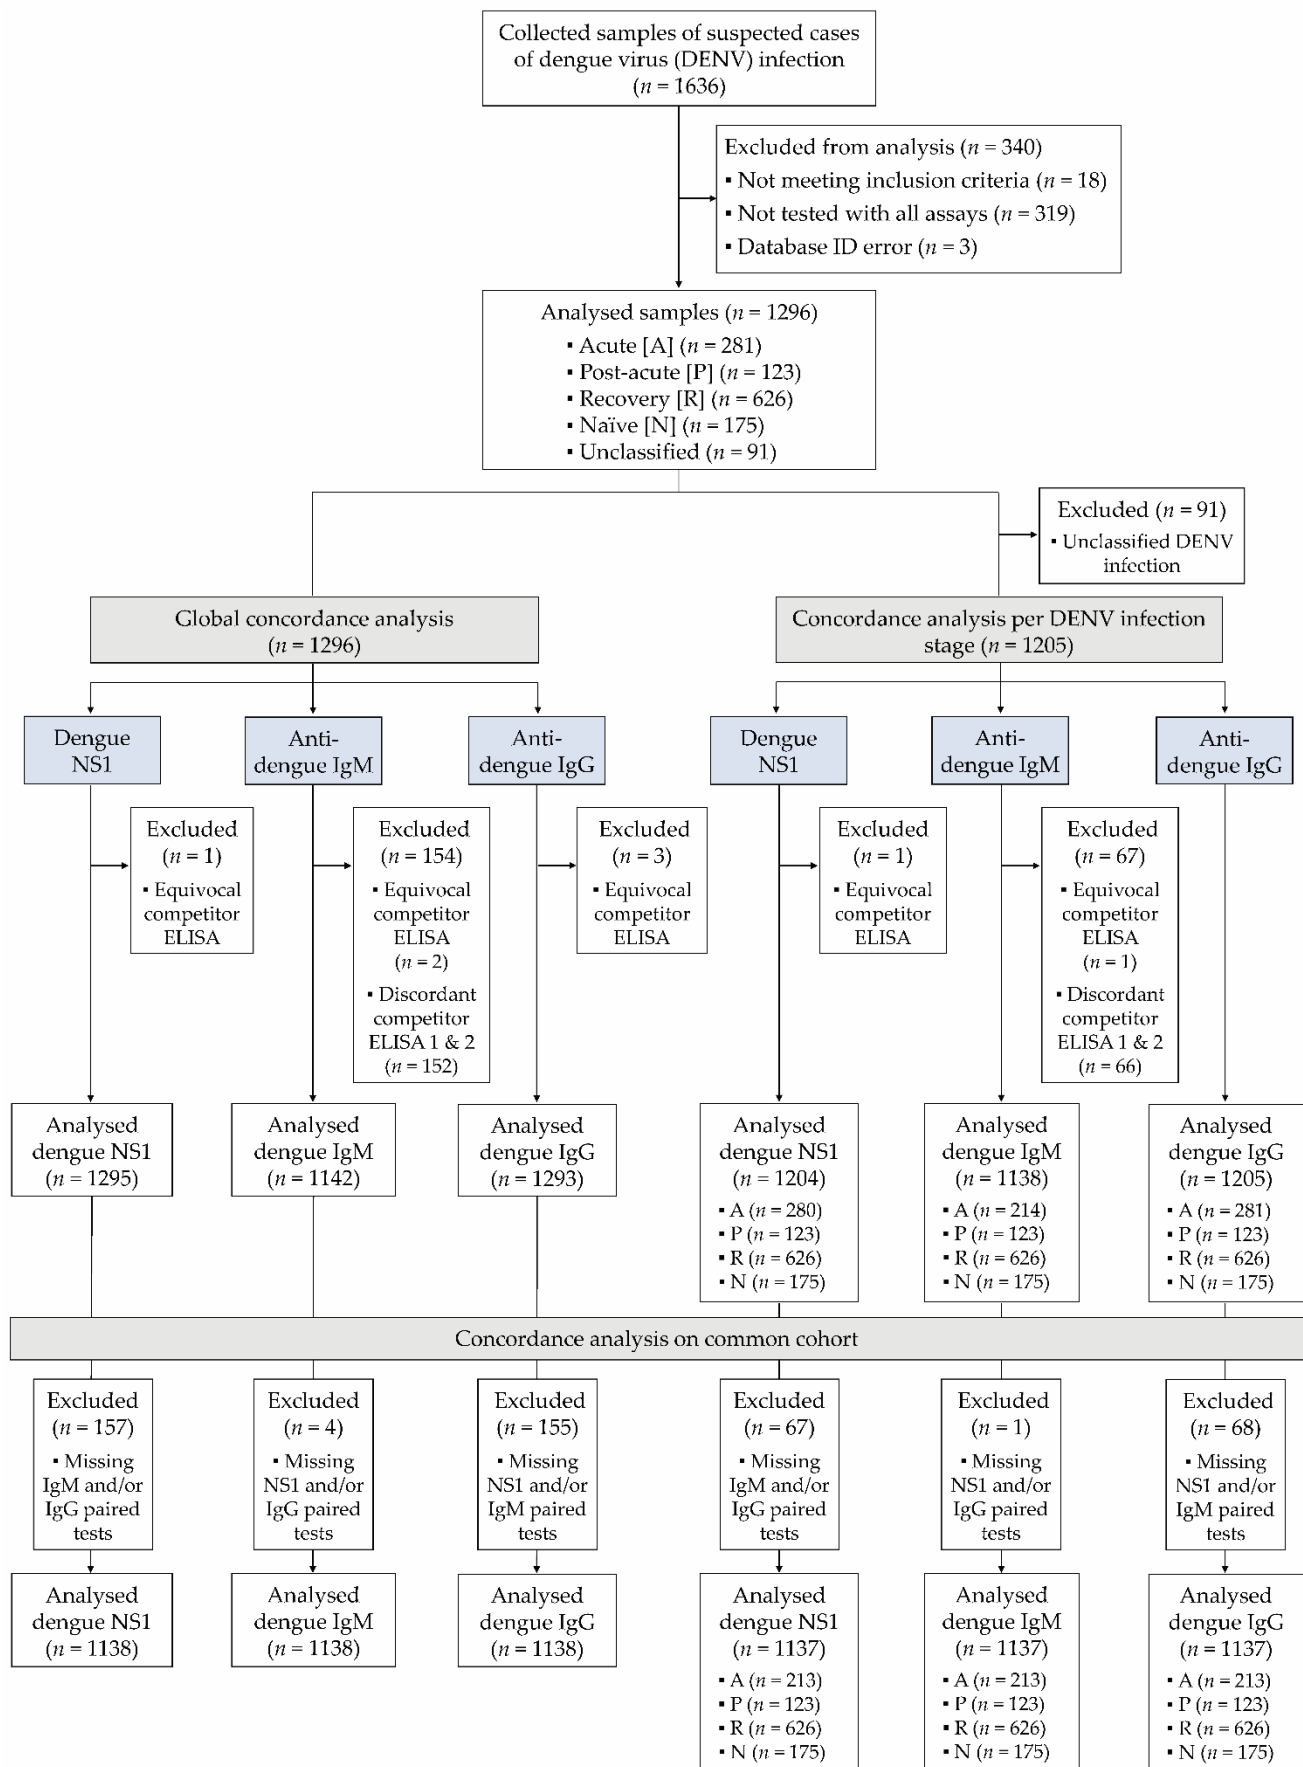 Collected samples of suspected cases
of dengue virus (DENV) infection
(n = 1636)
Excluded from analysis (n = 340)
▪ Not meeting inclusion criteria (n = 18)
▪ Not tested with all assays (n = 319)
▪ Database ID error (n = 3)
Analysed samples (n = 1296)
▪ Acute [A] (n = 281)
▪ Post-acute [P] (n = 123)
▪ Recovery [R] (n = 626)
▪ Naïve [N] (n = 175)
▪ Unclassified (n = 91)
Excluded (n = 91)
▪ Unclassified DENV
infection
Global concordance analysis
(n = 1296)
Concordance analysis per DENV infection
stage (n = 1205)
Dengue
NS1
Anti-
dengue IgM
Anti-
dengue IgG
Dengue
NS1
Anti-
dengue IgM
Anti-
dengue IgG
Excluded
(n = 1)
▪ Equivocal
competitor
ELISA
Excluded
(n = 154)
▪ Equivocal
competitor
ELISA
(n = 2)
▪ Discordant
competitor
ELISA 1 & 2
(n = 152)
Excluded
(n = 3)
▪ Equivocal
competitor
ELISA
Excluded
(n = 1)
▪ Equivocal
competitor
ELISA
Excluded
(n = 67)
▪ Equivocal
competitor
ELISA
(n = 1)
▪ Discordant
competitor
ELISA 1 & 2
(n = 66)
Analysed
dengue NS1
(n = 1295)
Analysed
dengue IgM
(n = 1142)
Analysed
dengue IgG
(n = 1293)
Analysed
dengue NS1
(n = 1204)
▪ A (n = 280)
▪ P (n = 123)
▪ R (n = 626)
▪ N (n = 175)
Analysed
dengue IgM
(n = 1138)
▪ A (n = 214)
▪ P (n = 123)
▪ R (n = 626)
▪ N (n = 175)
Analysed
dengue IgG
(n = 1205)
▪ A (n = 281)
▪ P (n = 123)
▪ R (n = 626)
▪ N (n = 175)
Concordance analysis on common cohort
Excluded
(n = 157)
▪ Missing
IgM and/or
IgG paired
tests
Excluded
(n = 4)
▪ Missing
NS1 and/or
IgG paired
tests
Excluded
(n = 155)
▪ Missing
NS1 and/or
IgM paired
tests
Excluded
(n = 67)
▪ Missing
IgM and/or
IgG paired
tests
Excluded
(n = 1)
▪ Missing
NS1 and/or
IgG paired
tests
Excluded
(n = 68)
▪ Missing
NS1 and/or
IgM paired
tests
Analysed
dengue NS1
(n = 1138)
Analysed
dengue IgM
(n = 1138)
Analysed
dengue IgG
(n = 1138)
Analysed
dengue NS1
(n = 1137)
▪ A (n = 213)
▪ P (n = 123)
▪ R (n = 626)
▪ N (n = 175)
Analysed
dengue IgM
(n = 1137)
▪ A (n = 213)
▪ P (n = 123)
▪ R (n = 626)
▪ N (n = 175)
Analysed
dengue IgG
(n = 1137)
▪ A (n = 213)
▪ P (n = 123)
▪ R (n = 626)
▪ N (n = 175)